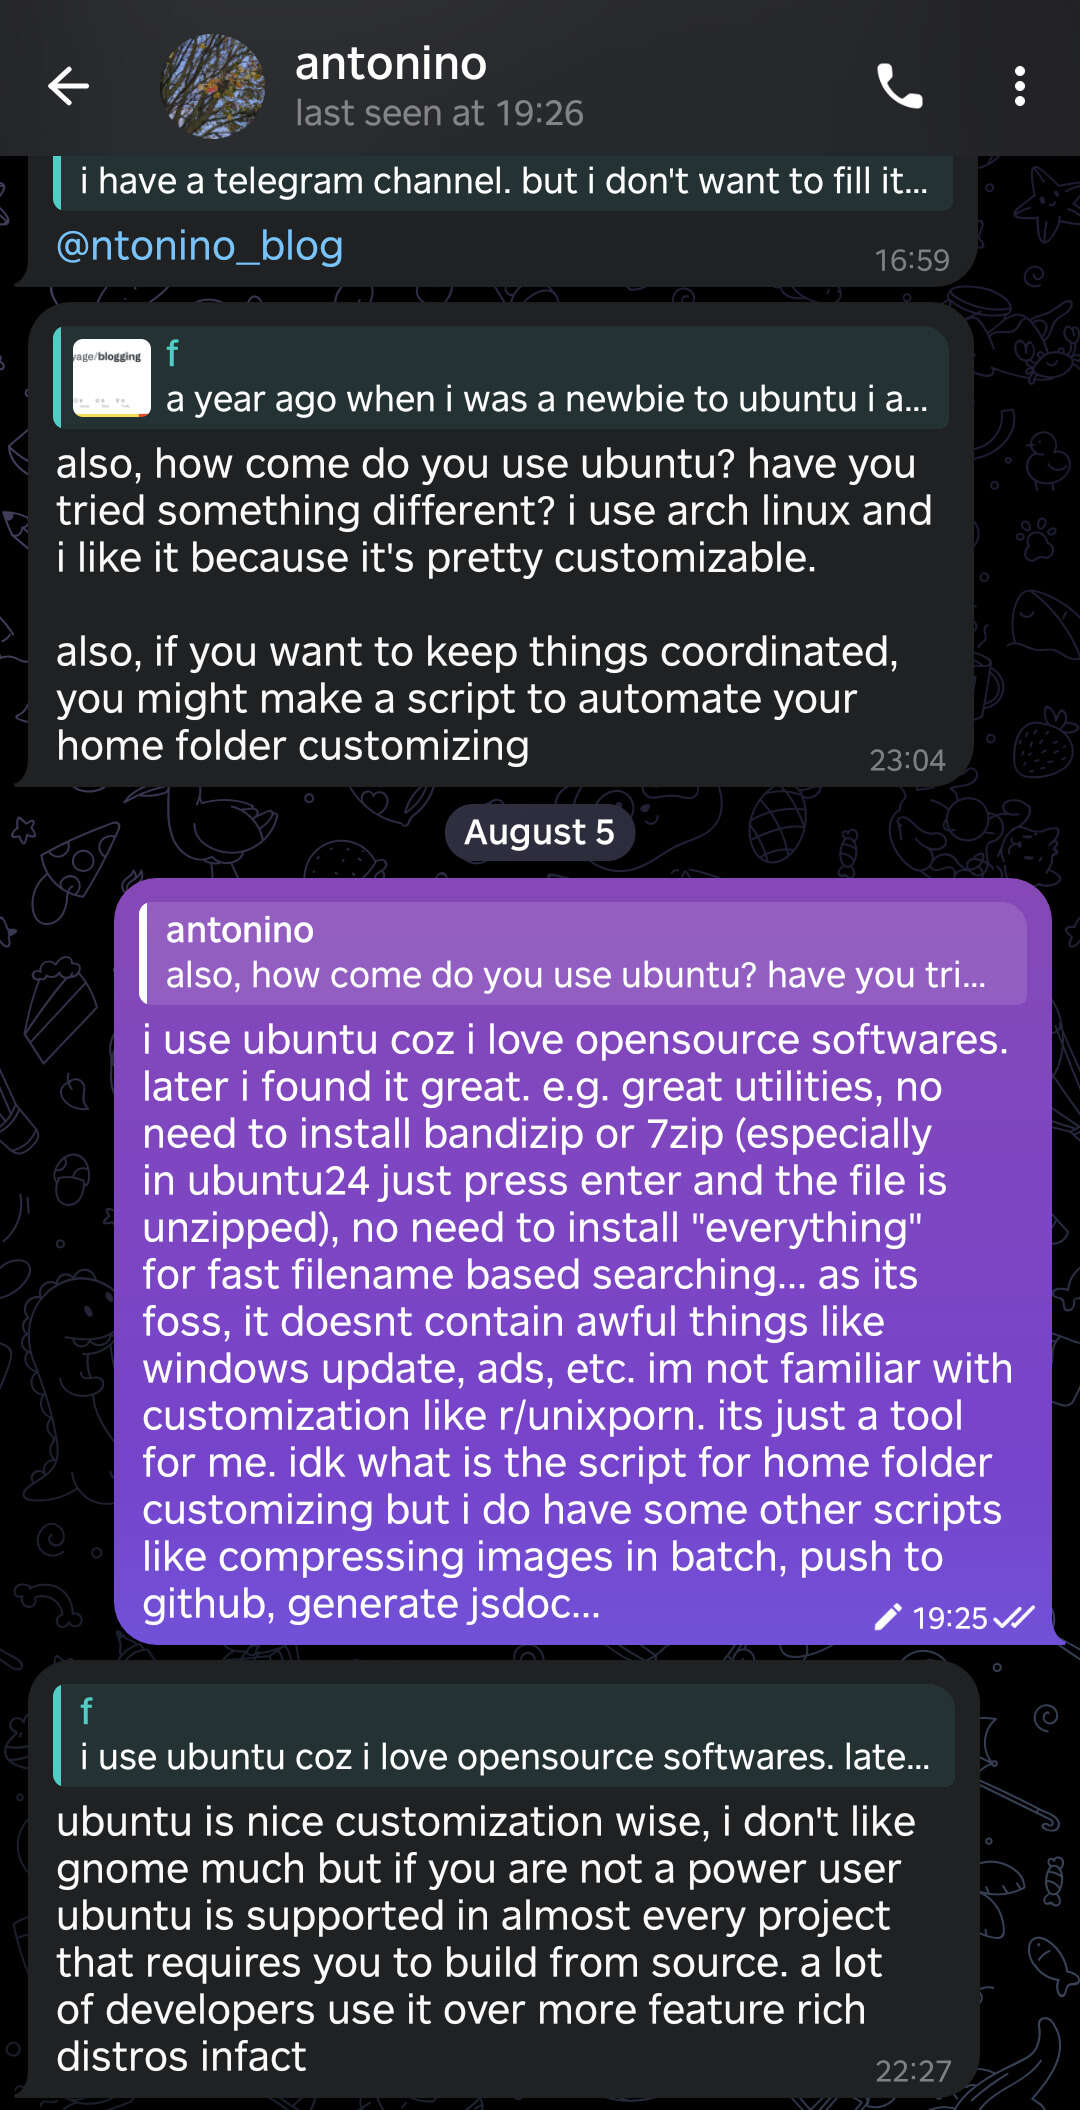 antonino
last seen at 19:26
i have a telegram channel. but i don't want to fill it...
@ntonino_blog
16:59
yage/blogging
f
a year ago when i was a newbie to ubuntu i a...
also, how come do you use ubuntu? have you
tried something different? i use arch linux and
i like it because it's pretty customizable.
also, if you want to keep things coordinated,
you might make a script to automate your
home folder customizing
23:04
August 5
antonino
also, how come do you use ubuntu? have you tri...
i use ubuntu coz i love opensource softwares.
later i found it great. e.g. great utilities, no
need to install bandizip or 7zip (especially
in ubuntu24 just press enter and the file is
unzipped), no need to install "everything"
for fast filename based searching... as its
foss, it doesnt contain awful things like
windows update, ads, etc. im not familiar with
customization like r/unixporn. its just a tool
for me. idk what is the script for home folder
customizing but i do have some other scripts
like compressing images in batch, push to
github, generate jsdoc...
19:25
f
i use ubuntu coz i love opensource softwares. late...
ubuntu is nice customization wise, i don't like
gnome much but if you are not a power user
ubuntu is supported in almost every project
that requires you to build from source. a lot
of developers use it over more feature rich
distros infact
22:27